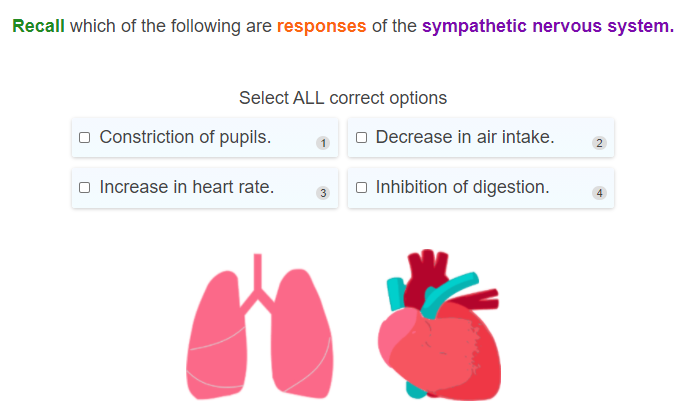 Recall which of the following are responses of the sympathetic nervous system.
Select ALL correct options
Constriction of pupils. 1
Decrease in air intake. 2
Increase in heart rate. 3
Inhibition of digestion. 4